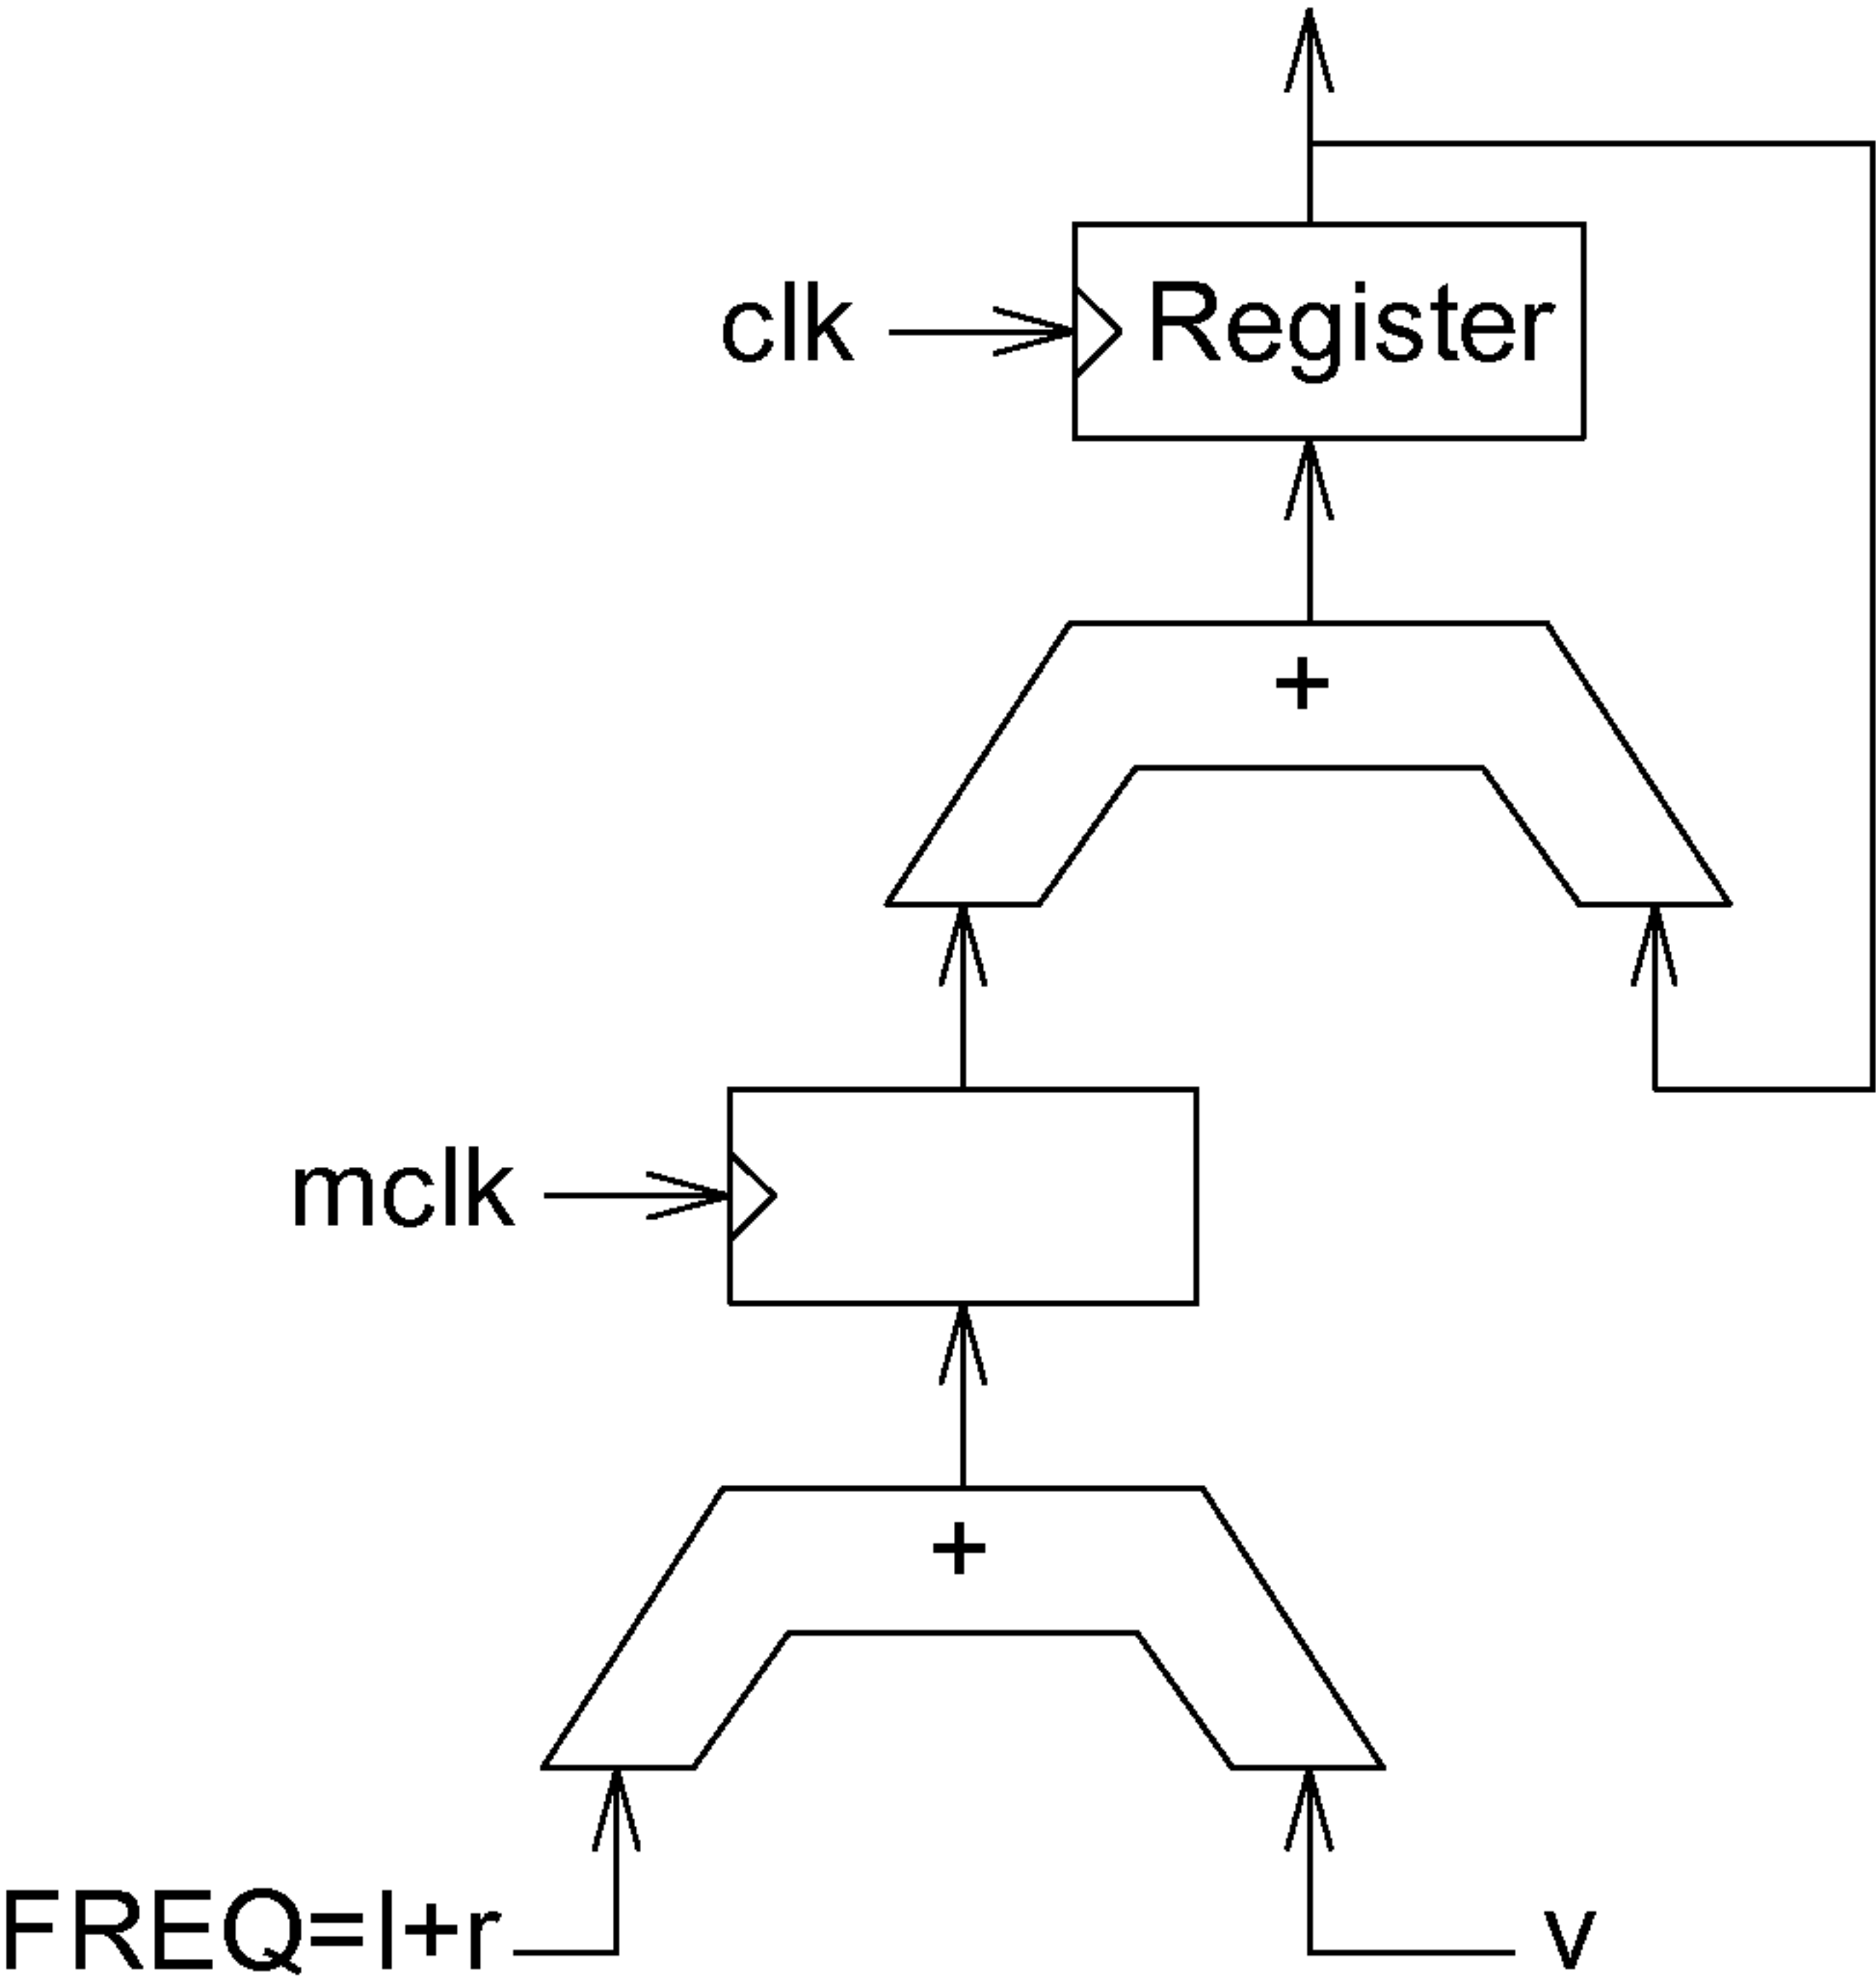 clk
Register
+
mclk
+
FREQ=I+r
v